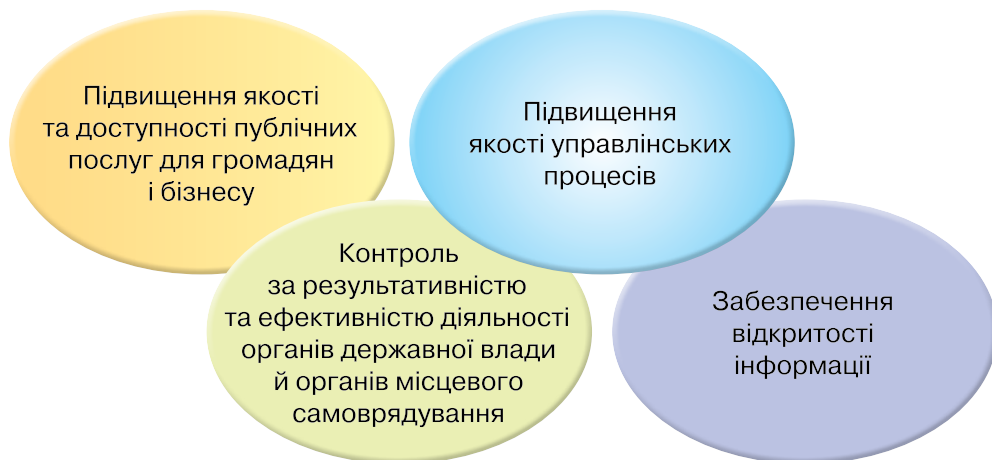 Підвищення якості
та доступності публічних
послуг для громадян
і бізнесу
Підвищення
якості управлінських
процесів
Контроль
за результативністю
та ефективністю діяльності
органів державної влади
й органів місцевого
самоврядування
Забезпечення
відкритості
інформації